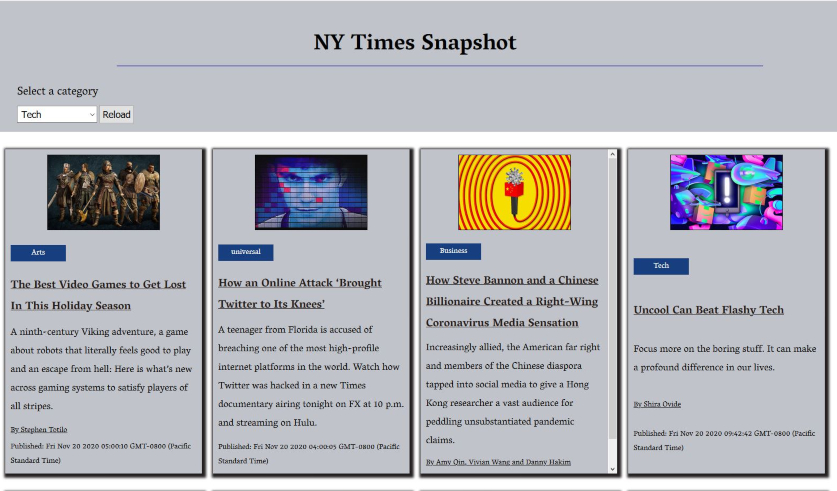 NY Times Snapshot
Select a category
Tech
Reload
Arts
The Best Video Games to Get Lost
In This Holiday Season
A ninth-century Viking adventure, a game
about robots that literally feels good to play
and an escape from hell: Here is what's new
across gaming systems to satisfy players of
all stripes.
By Stephen Totilo
Published: Fri Nov 20 2020 05:00:10 GMT-0800 (Pacific
Standard Time)
universal
How an Online Attack ‘Brought
Twitter to Its Knees’
A teenager from Florida is accused of
breaching one of the most high-profile
internet platforms in the world. Watch how
Twitter was hacked in a new Times
documentary airing tonight on FX at 10 p.m.
and streaming on Hulu.
Published: Fri Nov 20 2020 04:00:05 GMT-0800 (Pacific
Standard Time)
Business
How Steve Bannon and a Chinese
Billionaire Created a Right-Wing
Coronavirus Media Sensation
Increasingly allied, the American far right
and members of the Chinese diaspora
tapped into social media to give a Hong
Kong researcher a vast audience for
peddling unsubstantiated pandemic
claims.
By Amy Qin, Vivian Wang and Danny Hakim
Tech
Uncool Can Beat Flashy Tech
Focus more on the boring stuff. It can make
a profound difference in our lives.
By Shira Ovide
Published: Fri Nov 20 2020 09:42:42 GMT-0800 (Pacific
Standard Time)